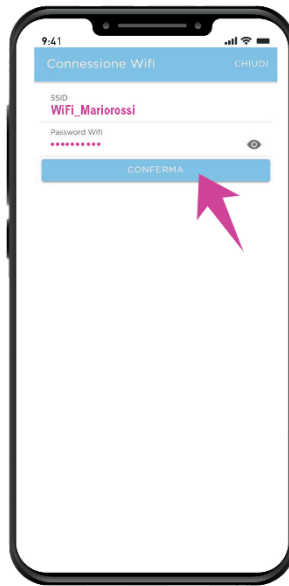 9:41
Connessione Wifi CHIUDI
SSID
WiFi_Mariorossi
Password Wifi
••••••••••
CONFERMA